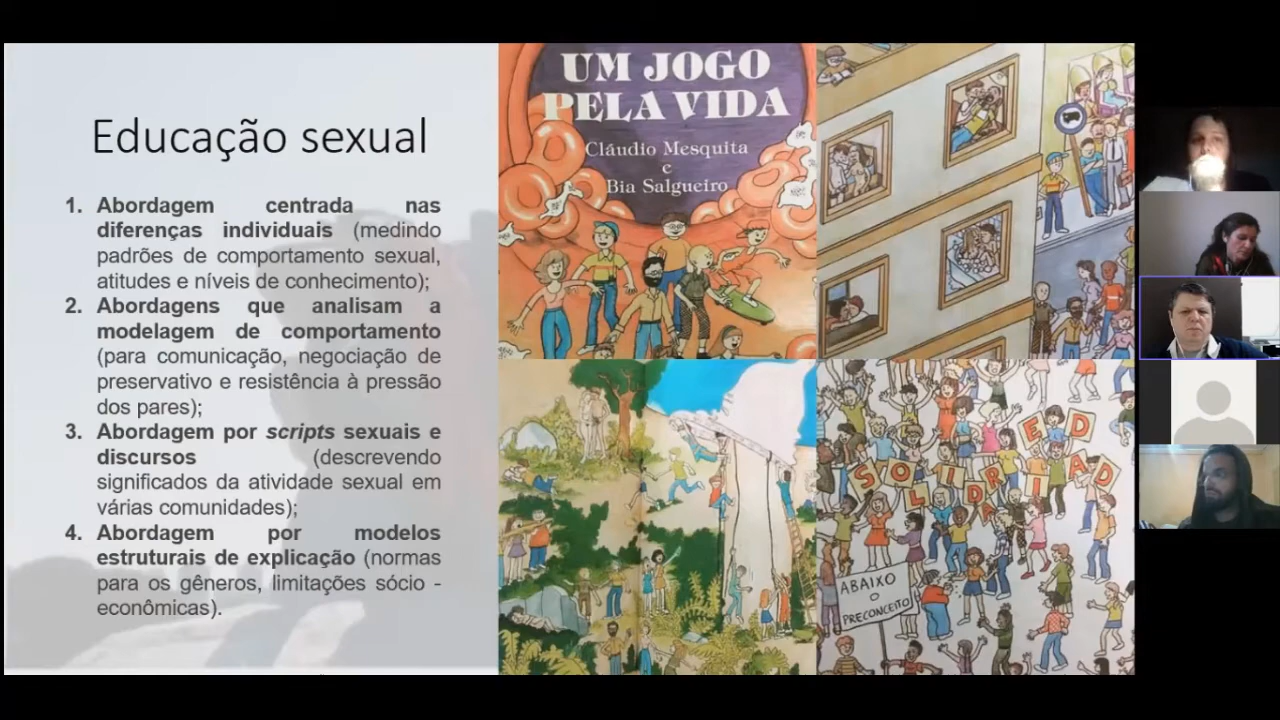 Educação sexual
1. Abordagem centrada nas
diferenças individuais (medindo
padrões de comportamento sexual,
atitudes e níveis de conhecimento);
2. Abordagens que analisam a
modelagem de comportamento
(para comunicação, negociação de
preservativo e resistência à pressão
dos pares);
3. Abordagem por scripts sexuais e
discursos (descrevendo
significados da atividade sexual em
várias comunidades);
4. Abordagem por modelos
estruturais de explicação (normas
para os gêneros, limitações sócio -
econômicas).
UM JOGO
PELA VIDA
Cláudio Mesquita
e
Bia Salgueiro
SOLIDARIEDAD
ABAIXO
O
PRECONCEITO